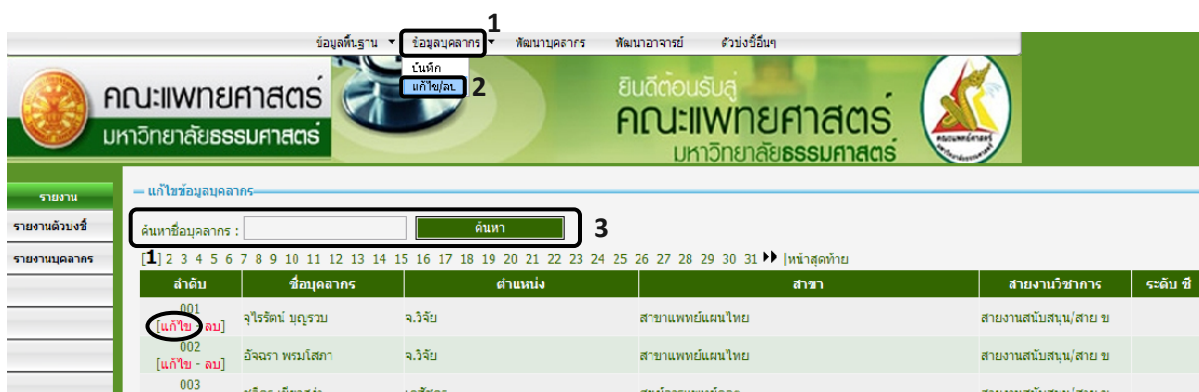 1
ข้อมูลพื้นฐาน ข้อมูลบุคลากร พัฒนาบุคลากร พัฒนาอาจารย์ ตัวบ่งชี้อื่นๆ
บันทึก
แก้ไข/ลบ 2
คณะแพทยศาสตร์
มหาวิทยาลัยธรรมศาสตร์
ยินดีต้อนรับสู่
คณะแพทยศาสตร์
มหาวิทยาลัยธรรมศาสตร์
รายงาน
รายงานตัวบ่งชี้
รายงานบุคลากร
แก้ไขข้อมูลบุคลากร
ค้นหาชื่อบุคลากร : ค้นหา 3
[1] 2 3 4 5 6 7 8 9 10 11 12 13 14 15 16 17 18 19 20 21 22 23 24 25 26 27 28 29 30 31 |หน้าสุดท้าย
ลำดับ ชื่อบุคลากร ตำแหน่ง สาขา สายงานวิชาการ ระดับ ซี
001
[แก้ไข - ลบ] จุไรรัตน์ บุญรวบ จ.วิจัย สาขาแพทย์แผนไทย สายงานสนับสนุน/สาย ข
002
[แก้ไข - ลบ] อัจฉรา พรมโสภา จ.วิจัย สาขาแพทย์แผนไทย สายงานสนับสนุน/สาย ข
003